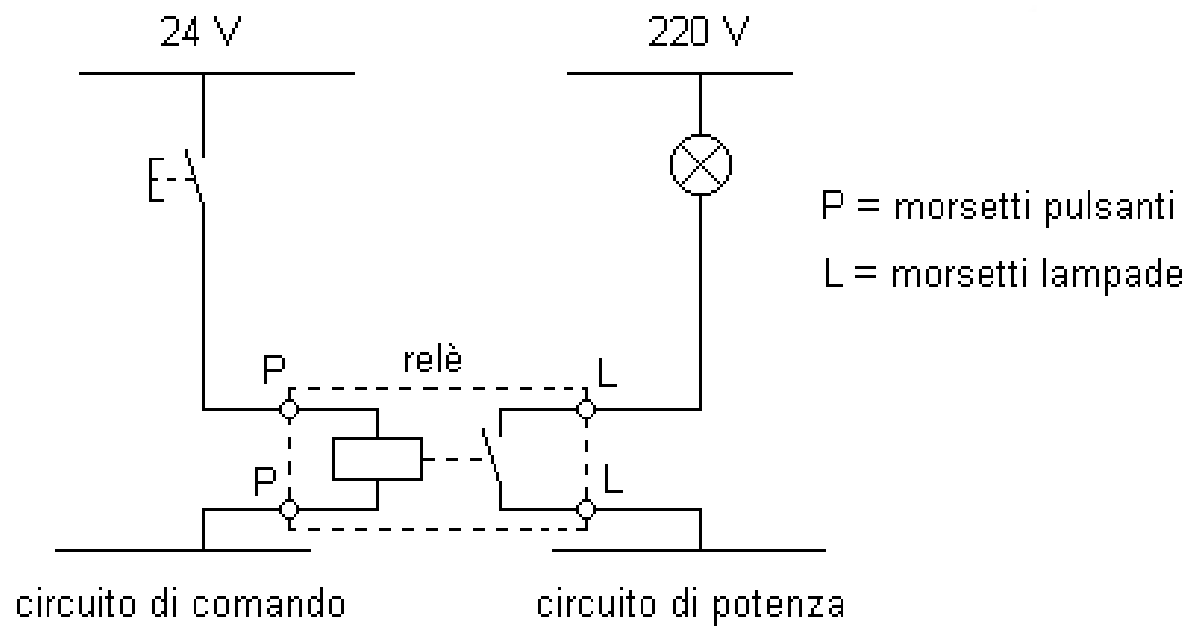 24 V
220 V
P = morsetti pulsanti
L = morsetti lampade
P
relè
L
P
L
circuito di comando
circuito di potenza